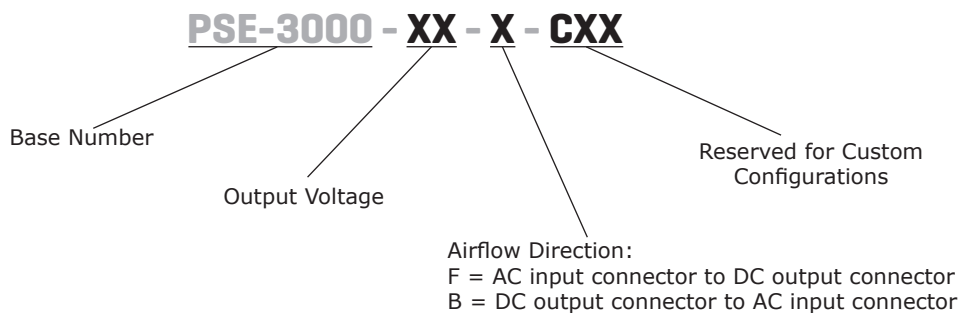 PSE-3000 - XX - X - CXX
Base Number
Output Voltage
Reserved for Custom
Configurations
Airflow Direction:
F = AC input connector to DC output connector
B = DC output connector to AC input connector